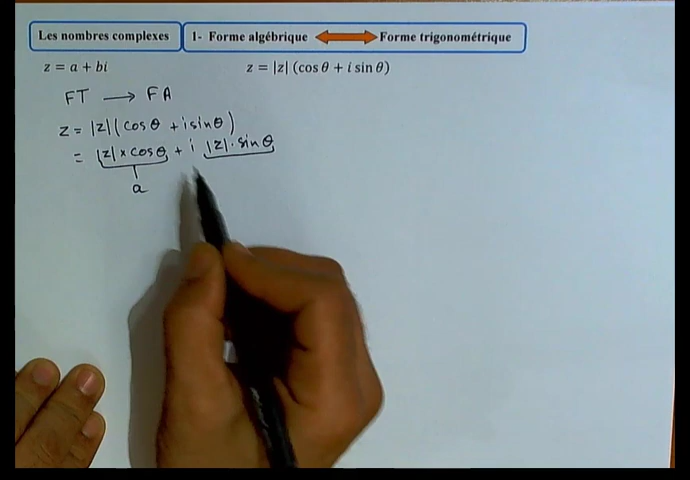 Les nombres complexes 1- Forme algébrique Forme trigonométrique
z = a + bi z = |z| (cos θ + i sin θ)
FT → FA
z = |z| (cos θ + i sin θ)
= |z| × cos θ + i |z| · sin θ
a